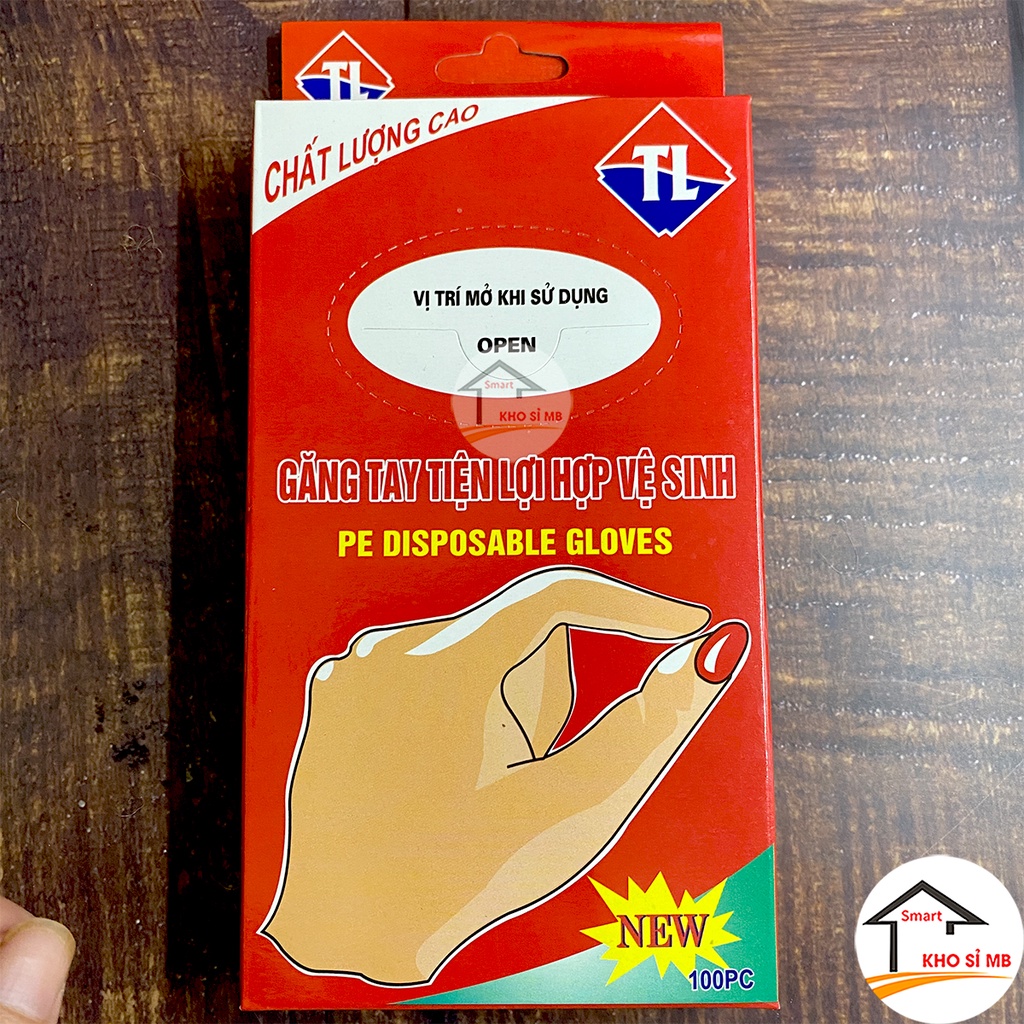 TL
CHẤT LƯỢNG CAO
TL
VỊ TRÍ MỞ KHI SỬ DỤNG
OPEN
Smart
KHO SỈ MB
GĂNG TAY TIỆN LỢI HỢP VỆ SINH
PE DISPOSABLE GLOVES
NEW
100PC
Smart
KHO SỈ MB